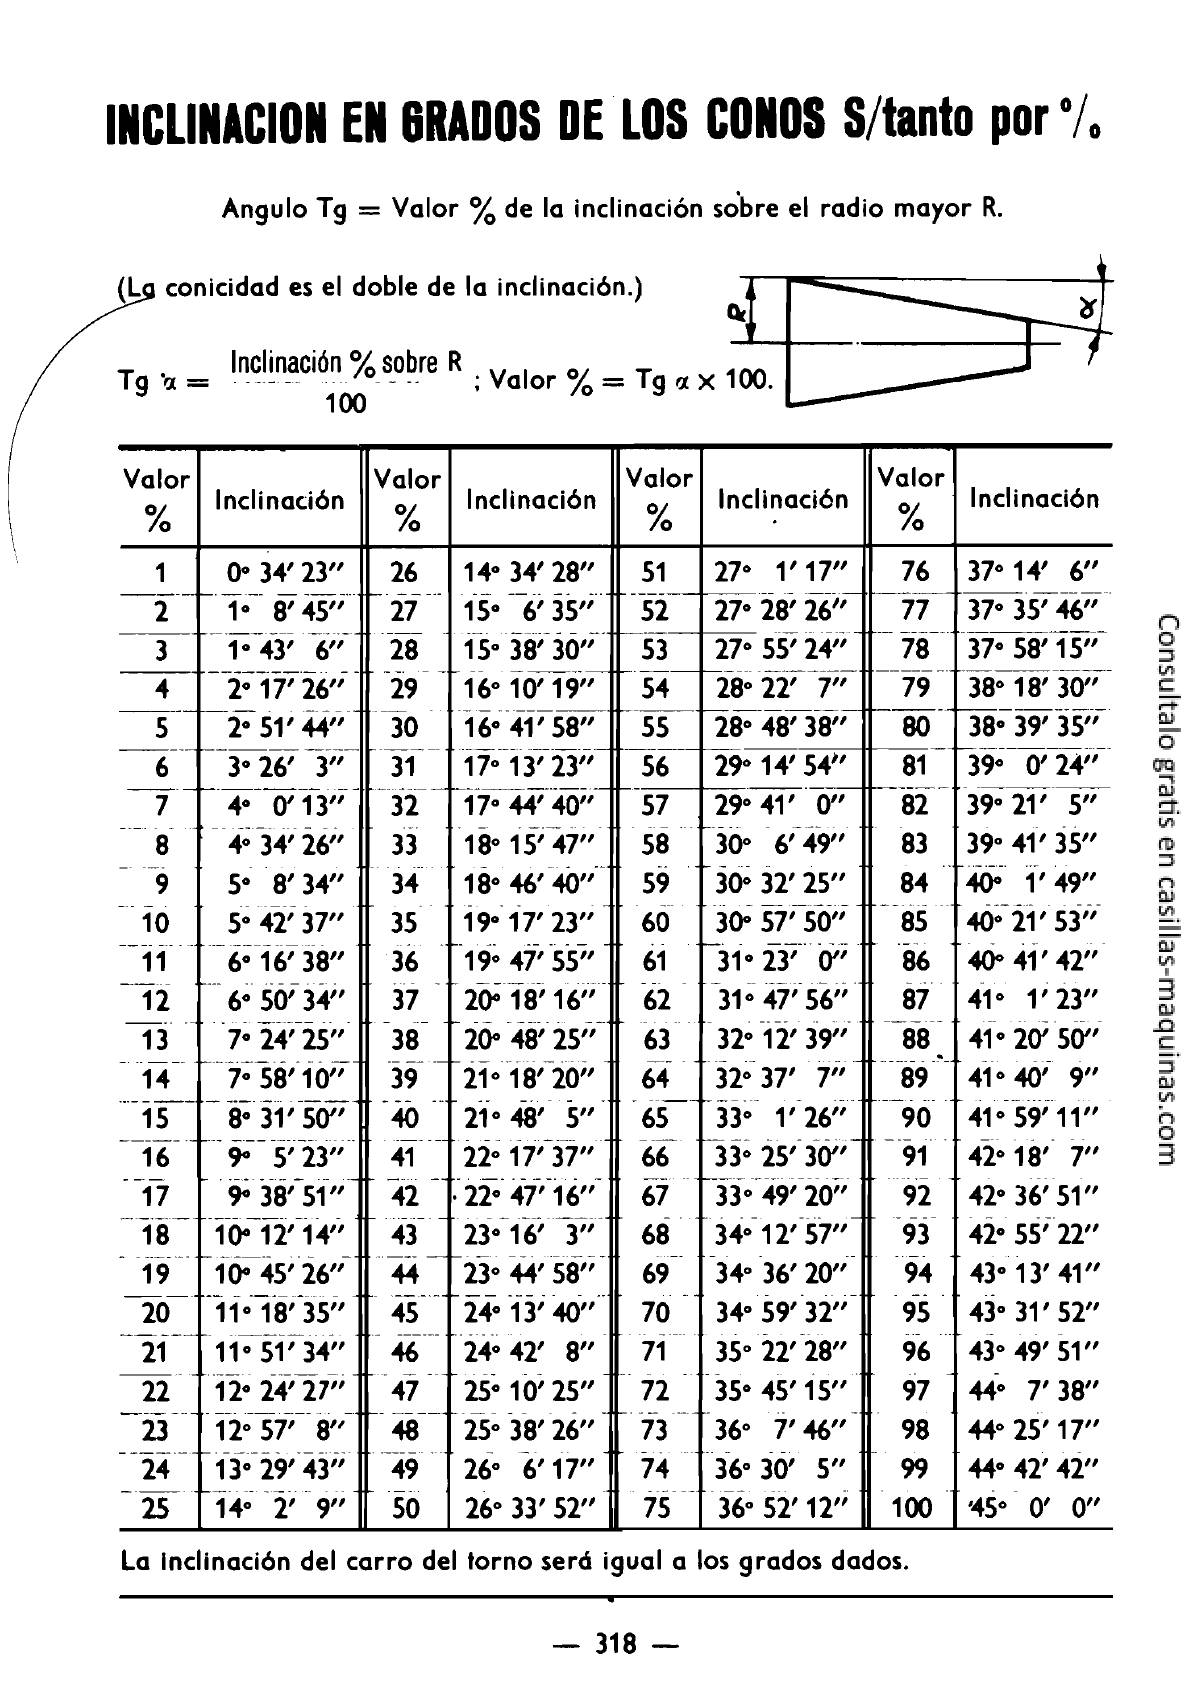 INCLINACION EN GRADOS DE LOS CONOS S/tanto por %
Angulo Tg = Valor % de la inclinación sobre el radio mayor R.
(La conicidad es el doble de la inclinación.)
R
α
Tg α = Inclinación % sobre R / 100 ; Valor % = Tg α x 100.
Valor % Inclinación Valor % Inclinación Valor % Inclinación Valor % Inclinación
1 0° 34′ 23″ 26 14° 34′ 28″ 51 27° 1′ 17″ 76 37° 14′ 6″
2 1° 8′ 45″ 27 15° 6′ 35″ 52 27° 28′ 26″ 77 37° 35′ 46″
3 1° 43′ 6″ 28 15° 38′ 30″ 53 27° 55′ 24″ 78 37° 58′ 15″
4 2° 17′ 26″ 29 16° 10′ 19″ 54 28° 22′ 7″ 79 38° 18′ 30″
5 2° 51′ 44″ 30 16° 41′ 58″ 55 28° 48′ 38″ 80 38° 39′ 35″
6 3° 26′ 3″ 31 17° 13′ 23″ 56 29° 14′ 54″ 81 39° 0′ 24″
7 4° 0′ 13″ 32 17° 44′ 40″ 57 29° 41′ 0″ 82 39° 21′ 5″
8 4° 34′ 26″ 33 18° 15′ 47″ 58 30° 6′ 49″ 83 39° 41′ 35″
9 5° 8′ 34″ 34 18° 46′ 40″ 59 30° 32′ 25″ 84 40° 1′ 49″
10 5° 42′ 37″ 35 19° 17′ 23″ 60 30° 57′ 50″ 85 40° 21′ 53″
11 6° 16′ 38″ 36 19° 47′ 55″ 61 31° 23′ 0″ 86 40° 41′ 42″
12 6° 50′ 34″ 37 20° 18′ 16″ 62 31° 47′ 56″ 87 41° 1′ 23″
13 7° 24′ 25″ 38 20° 48′ 25″ 63 32° 12′ 39″ 88 41° 20′ 50″
14 7° 58′ 10″ 39 21° 18′ 20″ 64 32° 37′ 7″ 89 41° 40′ 9″
15 8° 31′ 50″ 40 21° 48′ 5″ 65 33° 1′ 26″ 90 41° 59′ 11″
16 9° 5′ 23″ 41 22° 17′ 37″ 66 33° 25′ 30″ 91 42° 18′ 7″
17 9° 38′ 51″ 42 22° 47′ 16″ 67 33° 49′ 20″ 92 42° 36′ 51″
18 10° 12′ 14″ 43 23° 16′ 3″ 68 34° 12′ 57″ 93 42° 55′ 22″
19 10° 45′ 26″ 44 23° 44′ 58″ 69 34° 36′ 20″ 94 43° 13′ 41″
20 11° 18′ 35″ 45 24° 13′ 40″ 70 34° 59′ 32″ 95 43° 31′ 52″
21 11° 51′ 34″ 46 24° 42′ 8″ 71 35° 22′ 28″ 96 43° 49′ 51″
22 12° 24′ 27″ 47 25° 10′ 25″ 72 35° 45′ 15″ 97 44° 7′ 38″
23 12° 57′ 8″ 48 25° 38′ 26″ 73 36° 7′ 46″ 98 44° 25′ 17″
24 13° 29′ 43″ 49 26° 6′ 17″ 74 36° 30′ 5″ 99 44° 42′ 42″
25 14° 2′ 9″ 50 26° 33′ 52″ 75 36° 52′ 12″ 100 45° 0′ 0″
La inclinación del carro del torno será igual a los grados dados.
— 318 —
Consultalo gratis en casillas-maquinas.com